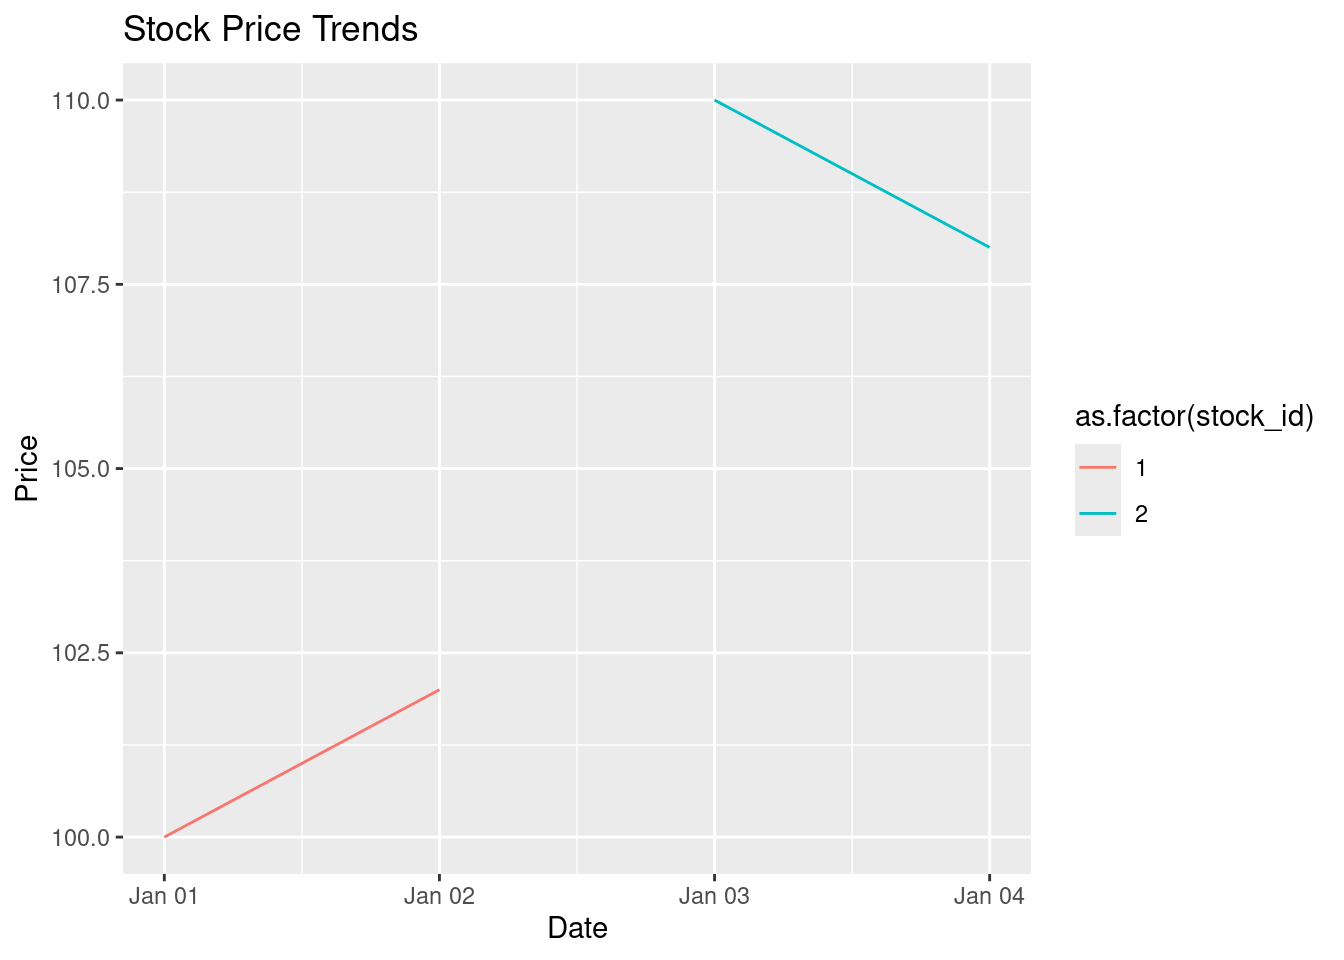 Stock Price Trends
110.0
107.5
105.0
102.5
100.0
Price
Jan 01 Jan 02 Jan 03 Jan 04
Date
as.factor(stock_id)
1
2